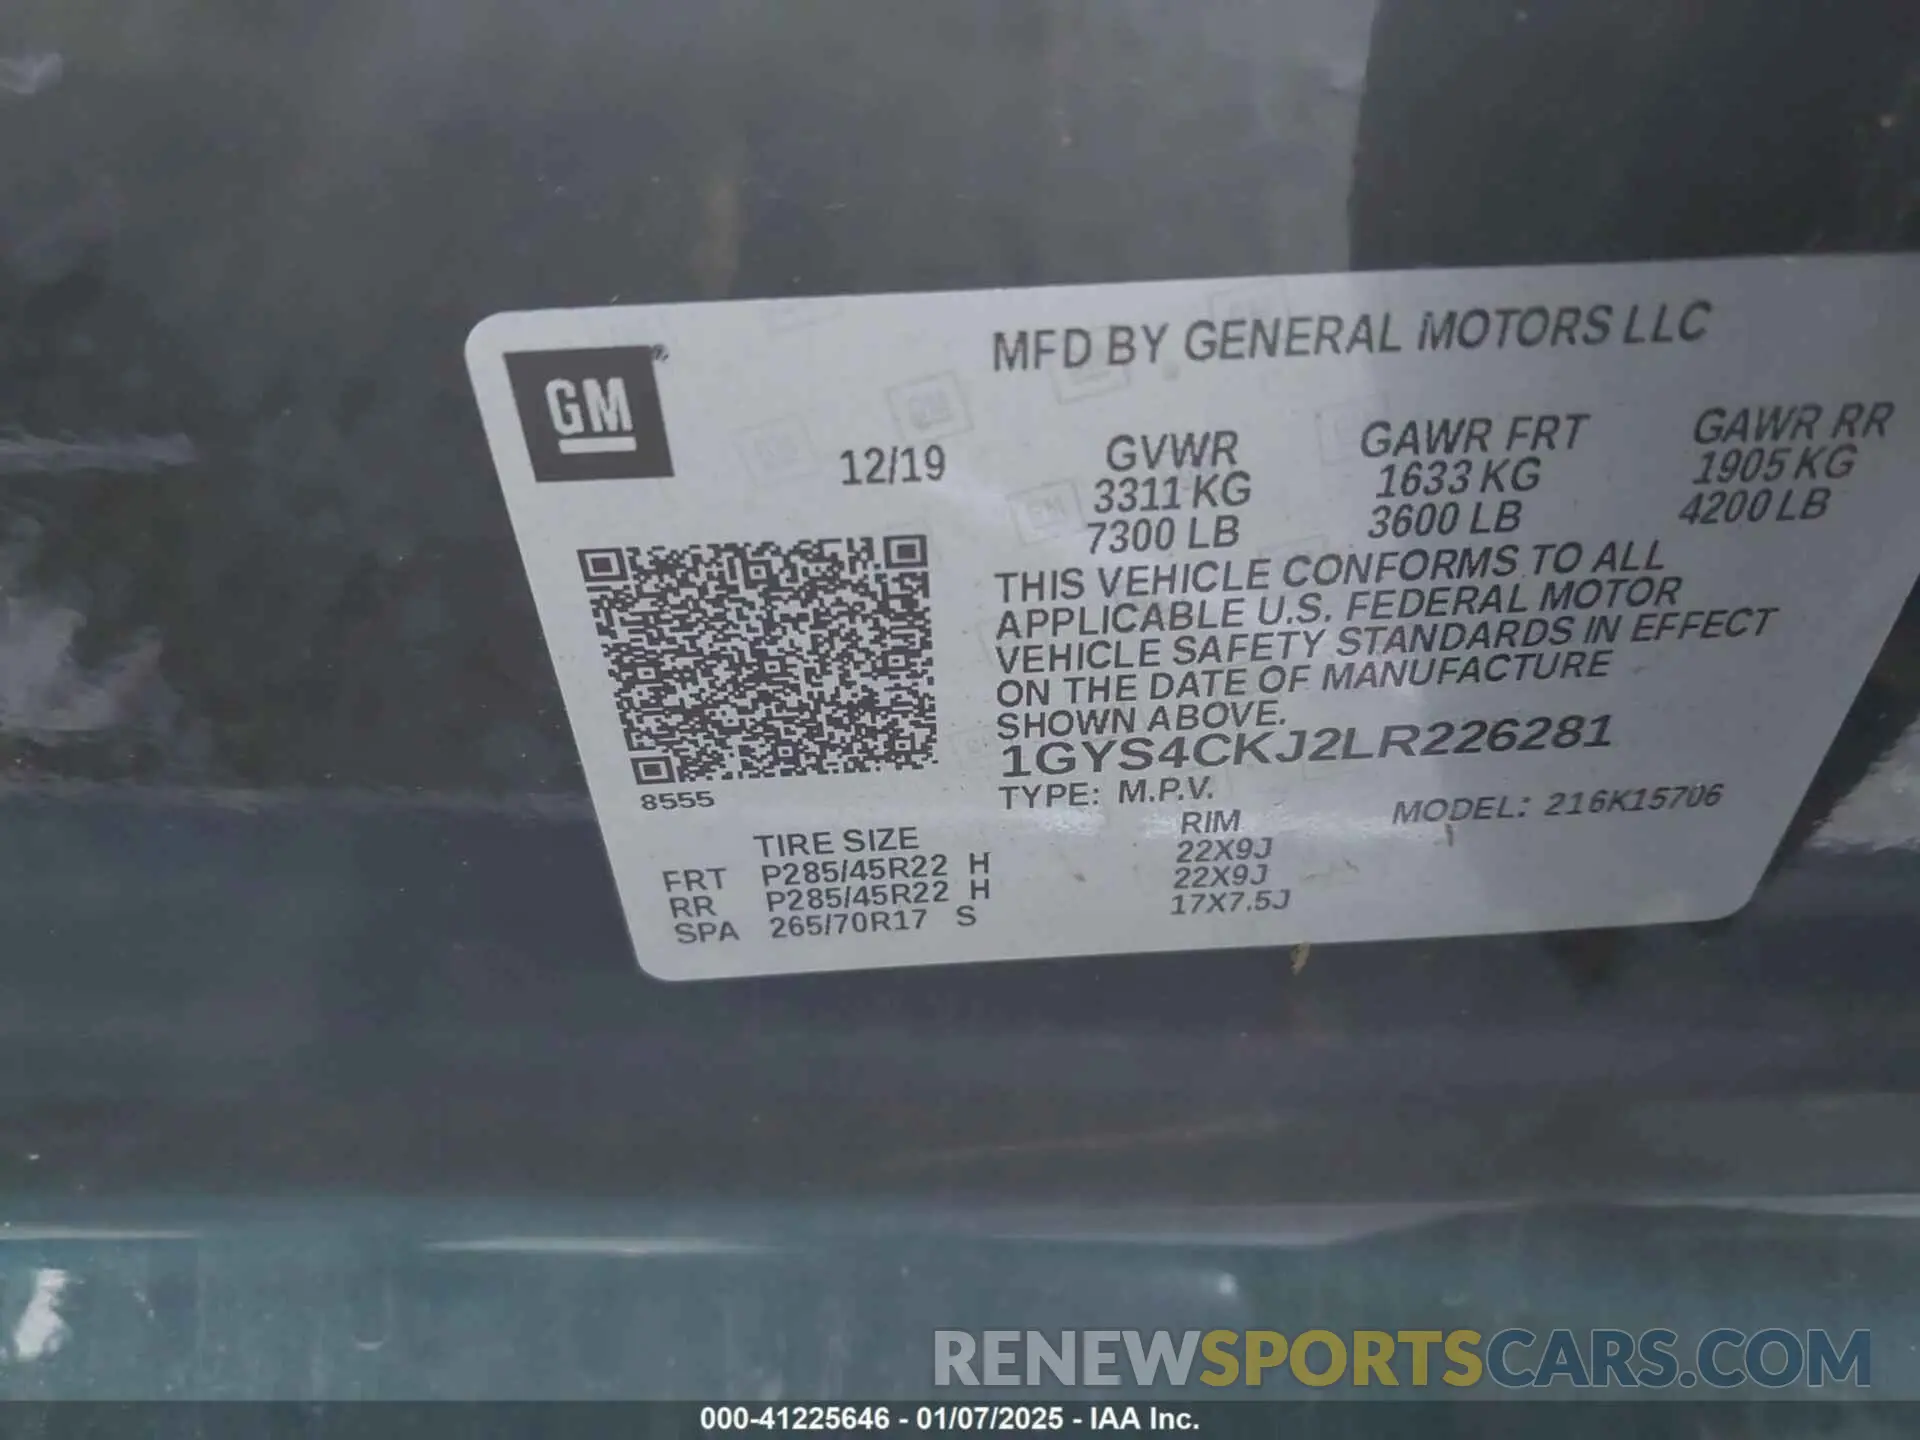 MFD BY GENERAL MOTORS LLC
GM
12/19
GVWR
3311 KG
7300 LB
GAWR FRT
1633 KG
3600 LB
GAWR RR
1905 KG
4200 LB
THIS VEHICLE CONFORMS TO ALL
APPLICABLE U.S. FEDERAL MOTOR
VEHICLE SAFETY STANDARDS IN EFFECT
ON THE DATE OF MANUFACTURE
SHOWN ABOVE.
1GYS4CKJ2LR226281
8555
TYPE: M.P.V.
MODEL: 216K15706
TIRE SIZE RIM
FRT P285/45R22 H 22X9J
RR P285/45R22 H 22X9J
SPA 265/70R17 S 17X7.5J
RENEWSPORTSCARS.COM
000-41225646 - 01/07/2025 - IAA Inc.